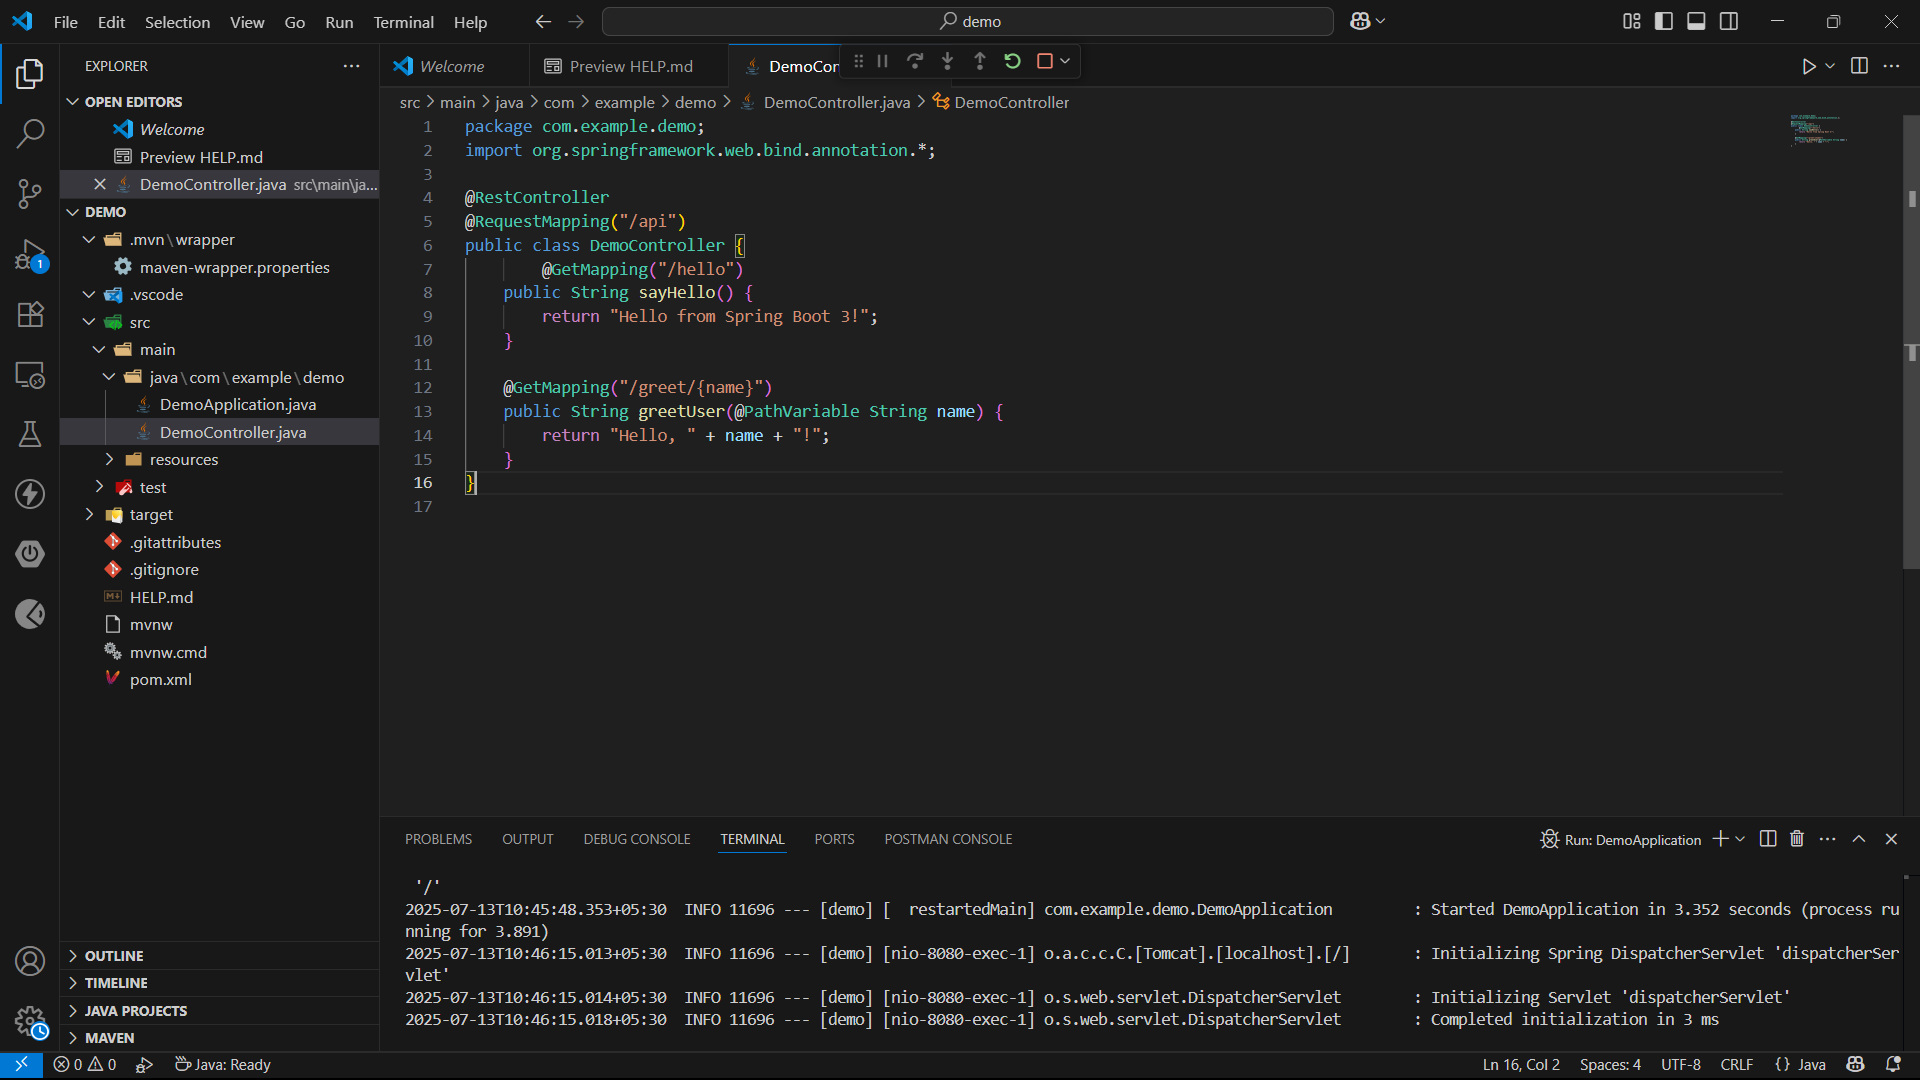 File Edit Selection View Go Run Terminal Help
demo
EXPLORER
OPEN EDITORS
Welcome
Preview HELP.md
DemoController.java src\main\ja...
DEMO
.mvn\wrapper
maven-wrapper.properties
.vscode
src
main
java\com\example\demo
DemoApplication.java
DemoController.java
resources
test
target
.gitattributes
.gitignore
HELP.md
mvnw
mvnw.cmd
pom.xml
OUTLINE
TIMELINE
JAVA PROJECTS
MAVEN
1
Welcome
Preview HELP.md
DemoCon
src > main > java > com > example > demo > DemoController.java > DemoController
1 package com.example.demo;
2 import org.springframework.web.bind.annotation.*;
3
4 @RestController
5 @RequestMapping("/api")
6 public class DemoController {
7 @GetMapping("/hello")
8 public String sayHello() {
9 return "Hello from Spring Boot 3!";
10 }
11
12 @GetMapping("/greet/{name}")
13 public String greetUser(@PathVariable String name) {
14 return "Hello, " + name + "!";
15 }
16 }
17
PROBLEMS OUTPUT DEBUG CONSOLE TERMINAL PORTS POSTMAN CONSOLE
Run: DemoApplication
'/'
2025-07-13T10:45:48.353+05:30  INFO 11696 --- [demo] [  restartedMain] com.example.demo.DemoApplication : Started DemoApplication in 3.352 seconds (process ru
nning for 3.891)
2025-07-13T10:46:15.013+05:30  INFO 11696 --- [demo] [nio-8080-exec-1] o.a.c.c.C.[Tomcat].[localhost].[/] : Initializing Spring DispatcherServlet 'dispatcherSer
vlet'
2025-07-13T10:46:15.014+05:30  INFO 11696 --- [demo] [nio-8080-exec-1] o.s.web.servlet.DispatcherServlet : Initializing Servlet 'dispatcherServlet'
2025-07-13T10:46:15.018+05:30  INFO 11696 --- [demo] [nio-8080-exec-1] o.s.web.servlet.DispatcherServlet : Completed initialization in 3 ms
0 0 Java: Ready
Ln 16, Col 2 Spaces: 4 UTF-8 CRLF {} Java